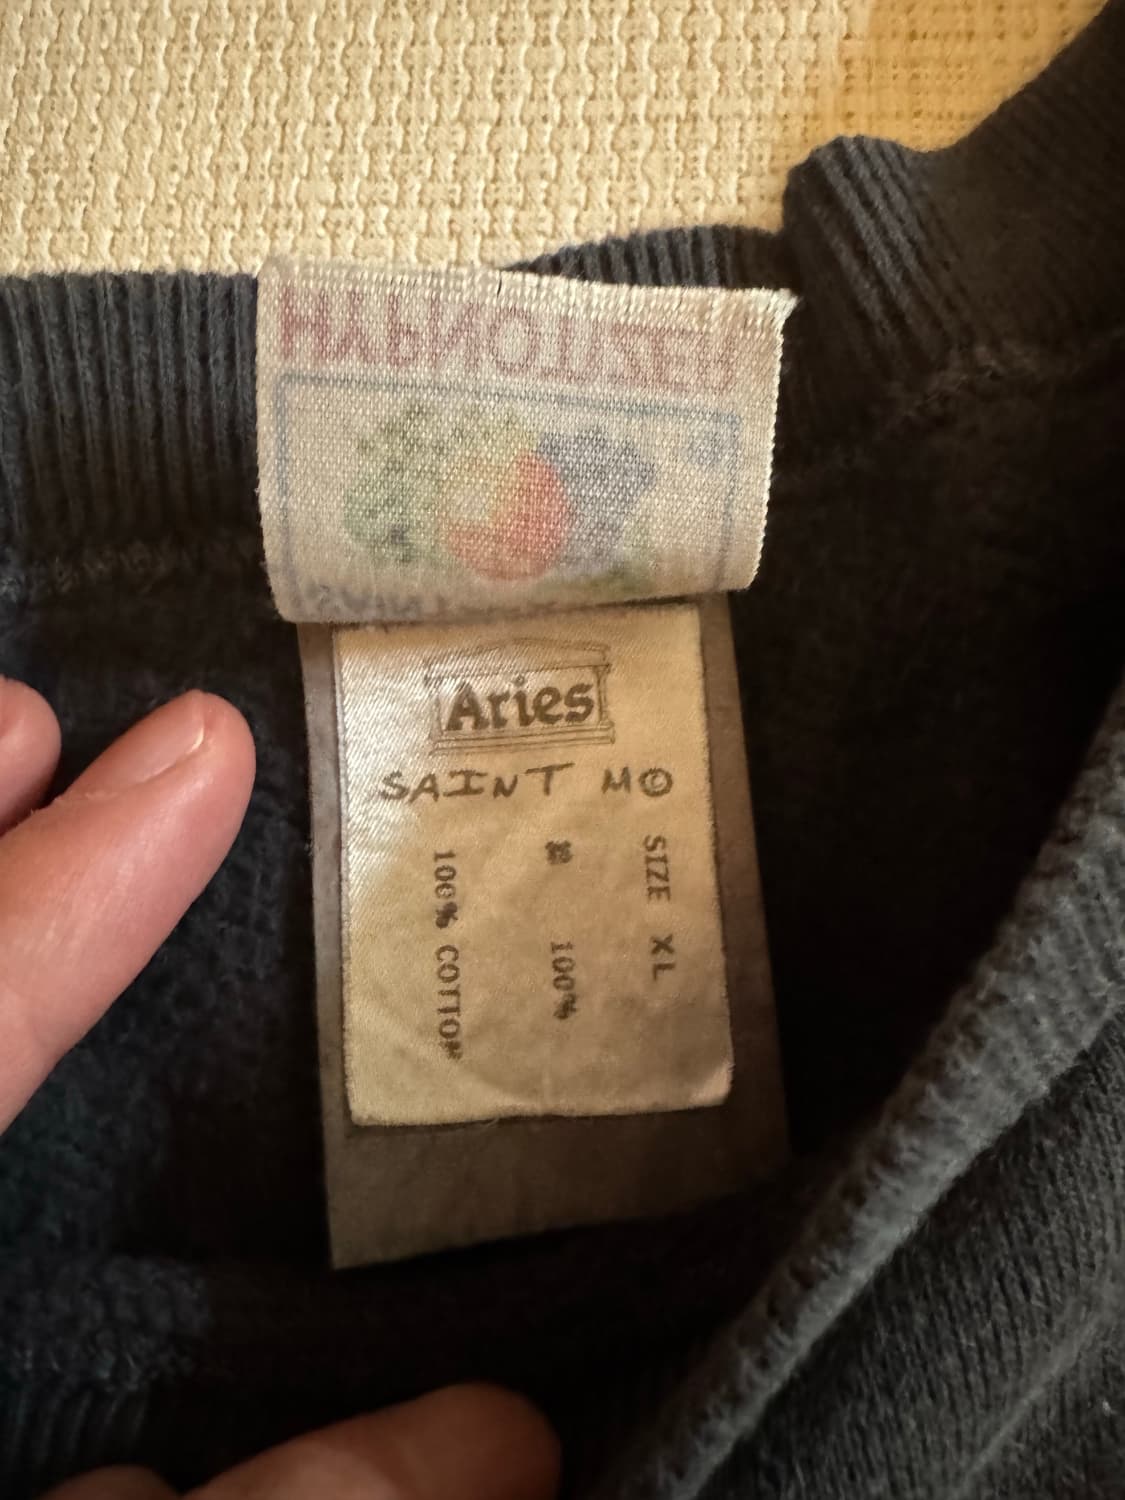 Aries
SAINT MO
SIZE XL
100%
100% COTTON